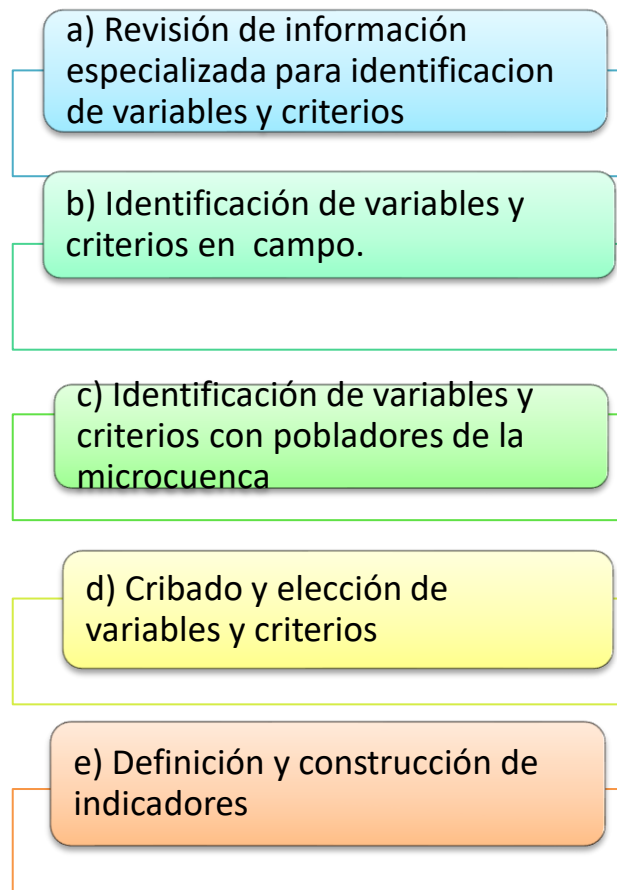 a) Revisión de información
especializada para identificacion
de variables y criterios
b) Identificación de variables y
criterios en  campo.
c) Identificación de variables y
criterios con pobladores de la
microcuenca
d) Cribado y elección de
variables y criterios
e) Definición y construcción de
indicadores